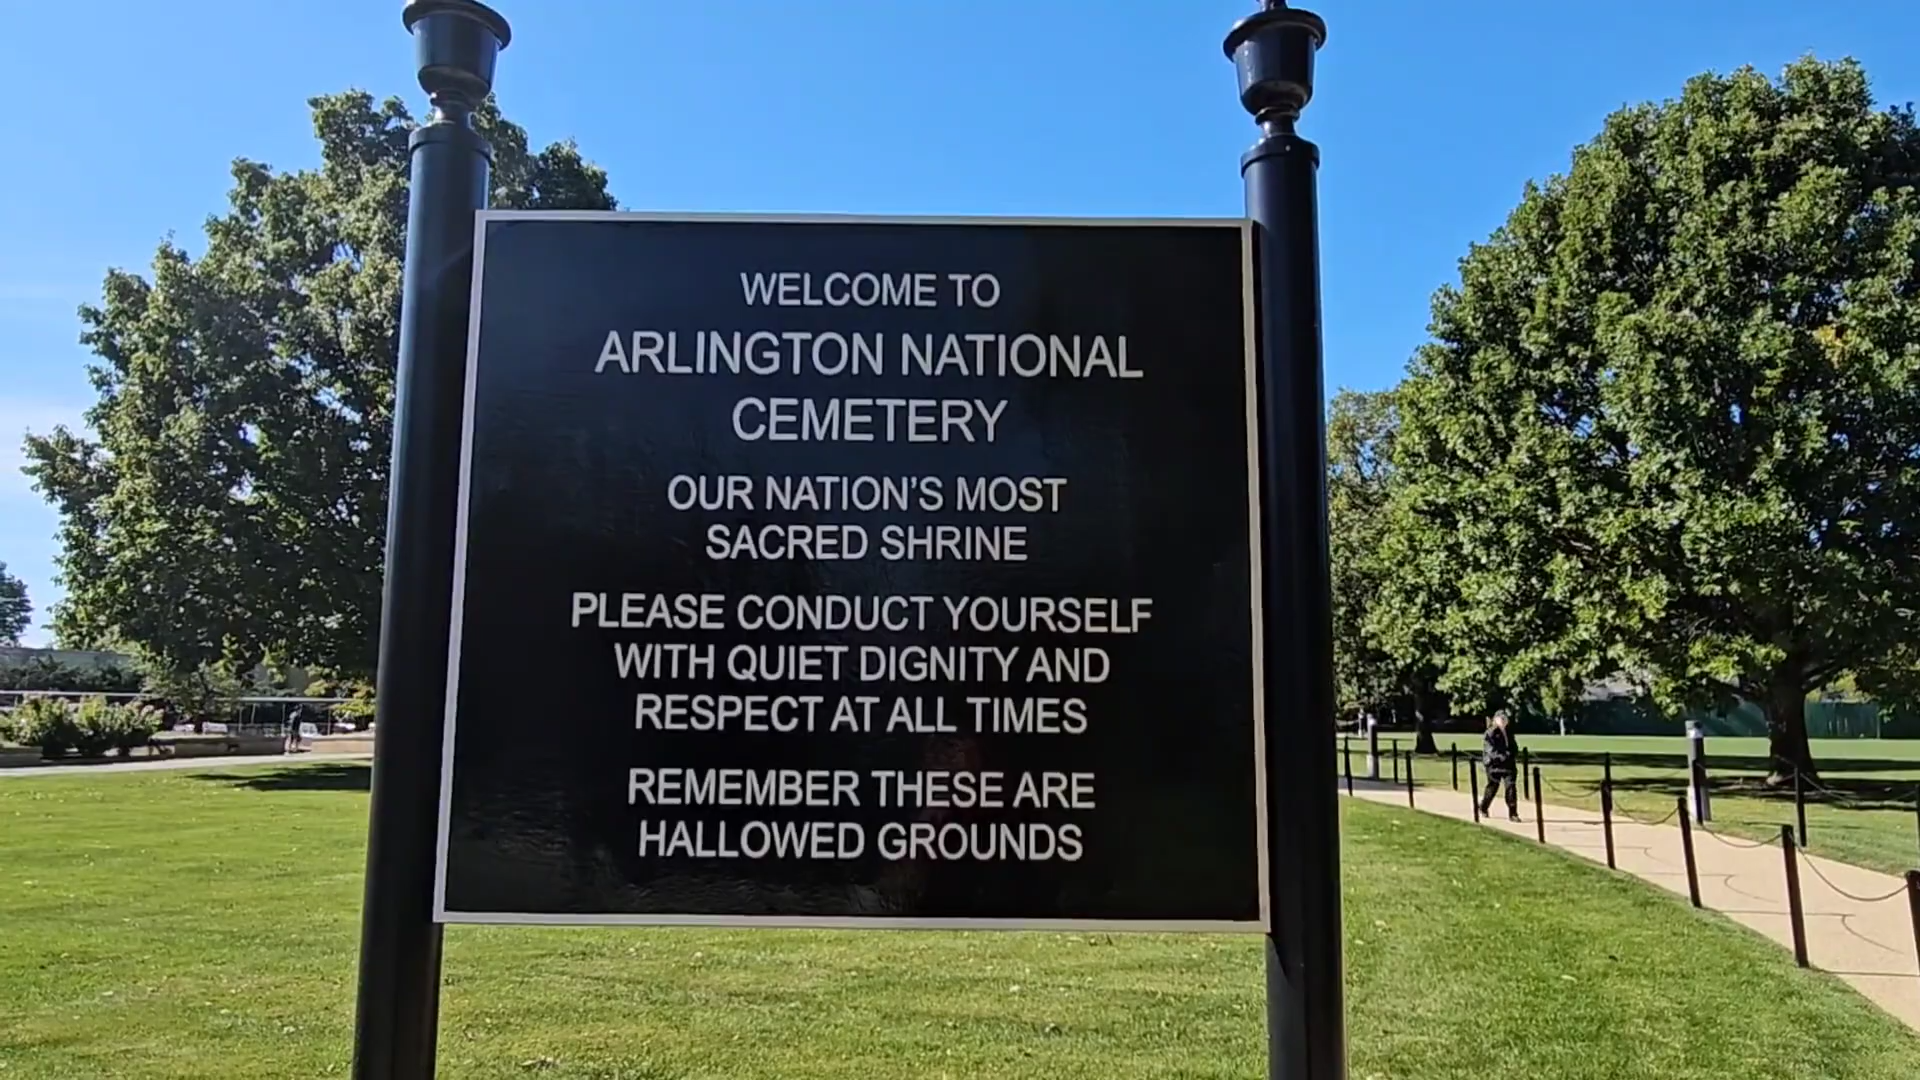 WELCOME TO
ARLINGTON NATIONAL
CEMETERY
OUR NATION'S MOST
SACRED SHRINE
PLEASE CONDUCT YOURSELF
WITH QUIET DIGNITY AND
RESPECT AT ALL TIMES
REMEMBER THESE ARE
HALLOWED GROUNDS